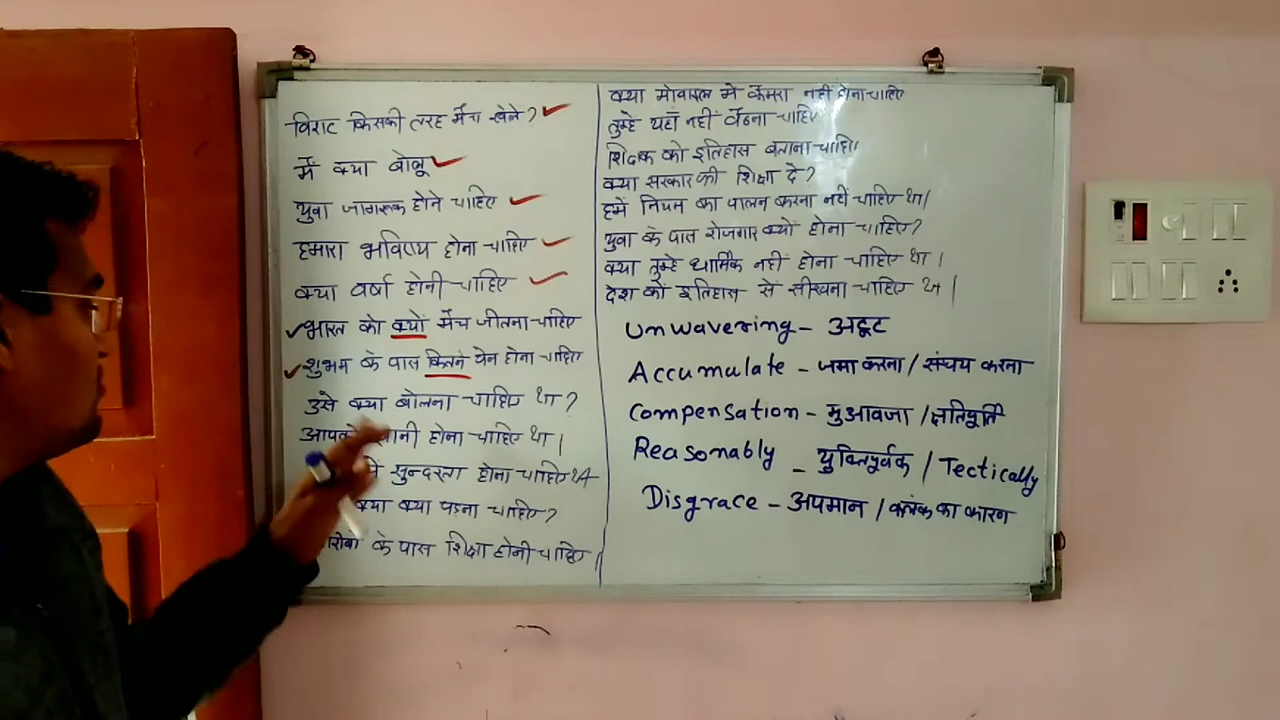 विराट किसकी तरह मैच खेले?
मैं क्या बोलू
युवा जागरुक होने चाहिए
हमारा भविष्य होना चाहिए
क्या वर्षा होनी चाहिए
भारत को क्यों मैच जीतना चाहिए
शुभम के पास कितने पेन होना चाहिए
उसे क्या बोलना चाहिए था?
होना चाहिए था।
सुन्दरता होना चाहिए था
क्या क्या पड़ना चाहिए?
के पास शिक्षा होनी चाहिए।
क्या मोबाइल में कैमरा नहीं होना चाहिए
तुम्हे यहाँ नहीं बैठना चाहिए
शिक्षक को इतिहास बताना चाहिए
क्या सरकार की शिक्षा दे?
हमें नियम का पालन करना नहीं चाहिए था।
युवा के पास रोजगार क्यों होना चाहिए?
क्या तुम्हे धार्मिक नहीं होना चाहिए था।
देश को इतिहास से सीखना चाहिए था।
Unwavering - अटूट
Accumulate - जमा करना / संचय करना
Compensation - मुआवजा / क्षतिपूर्ति
Reasonably - युक्तिपूर्वक / Tectically
Disgrace - अपमान / कलंक का कारण